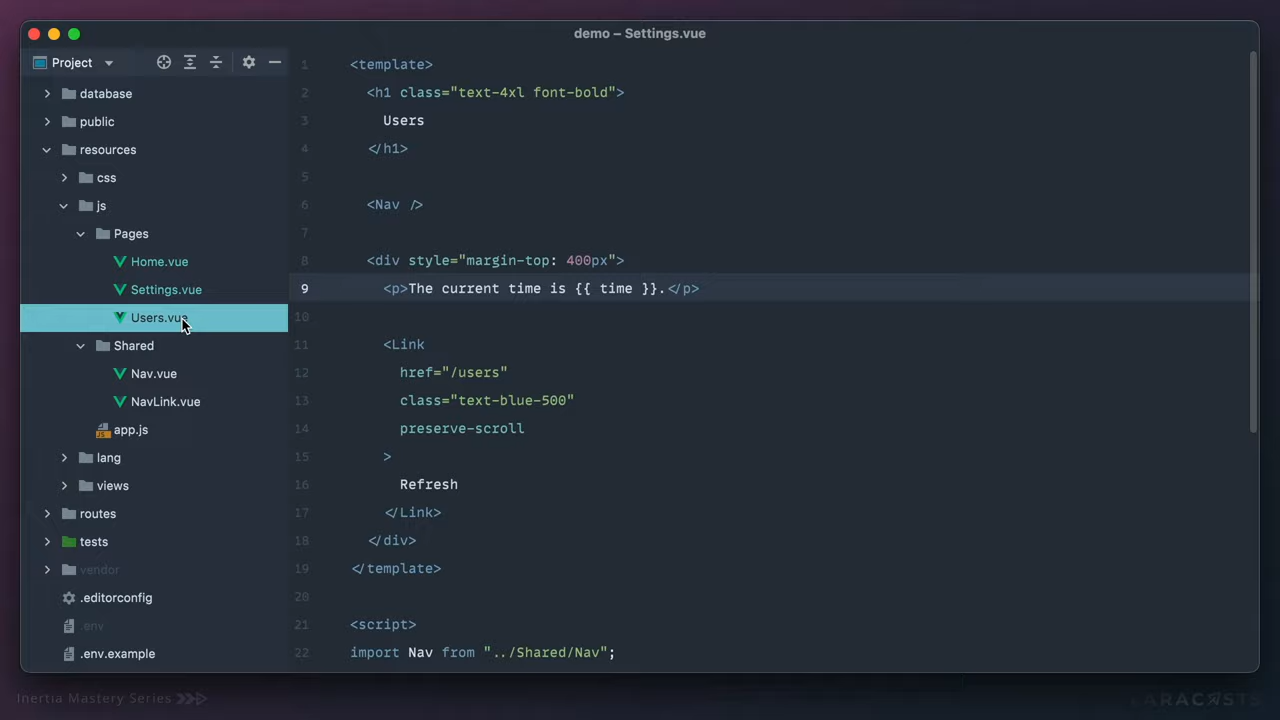 demo – Settings.vue
Project
database
public
resources
css
js
Pages
Home.vue
Settings.vue
Users.vue
Shared
Nav.vue
NavLink.vue
JS app.js
lang
views
routes
tests
vendor
.editorconfig
.env
.env.example
1 <template>
2 <h1 class="text-4xl font-bold">
3 Users
4 </h1>
5
6 <Nav />
7
8 <div style="margin-top: 400px">
9 <p>The current time is {{ time }}.</p>
10
11 <Link
12 href="/users"
13 class="text-blue-500"
14 preserve-scroll
15 >
16 Refresh
17 </Link>
18 </div>
19 </template>
20
21 <script>
22 import Nav from "../Shared/Nav";
Inertia Mastery Series
LARACASTS